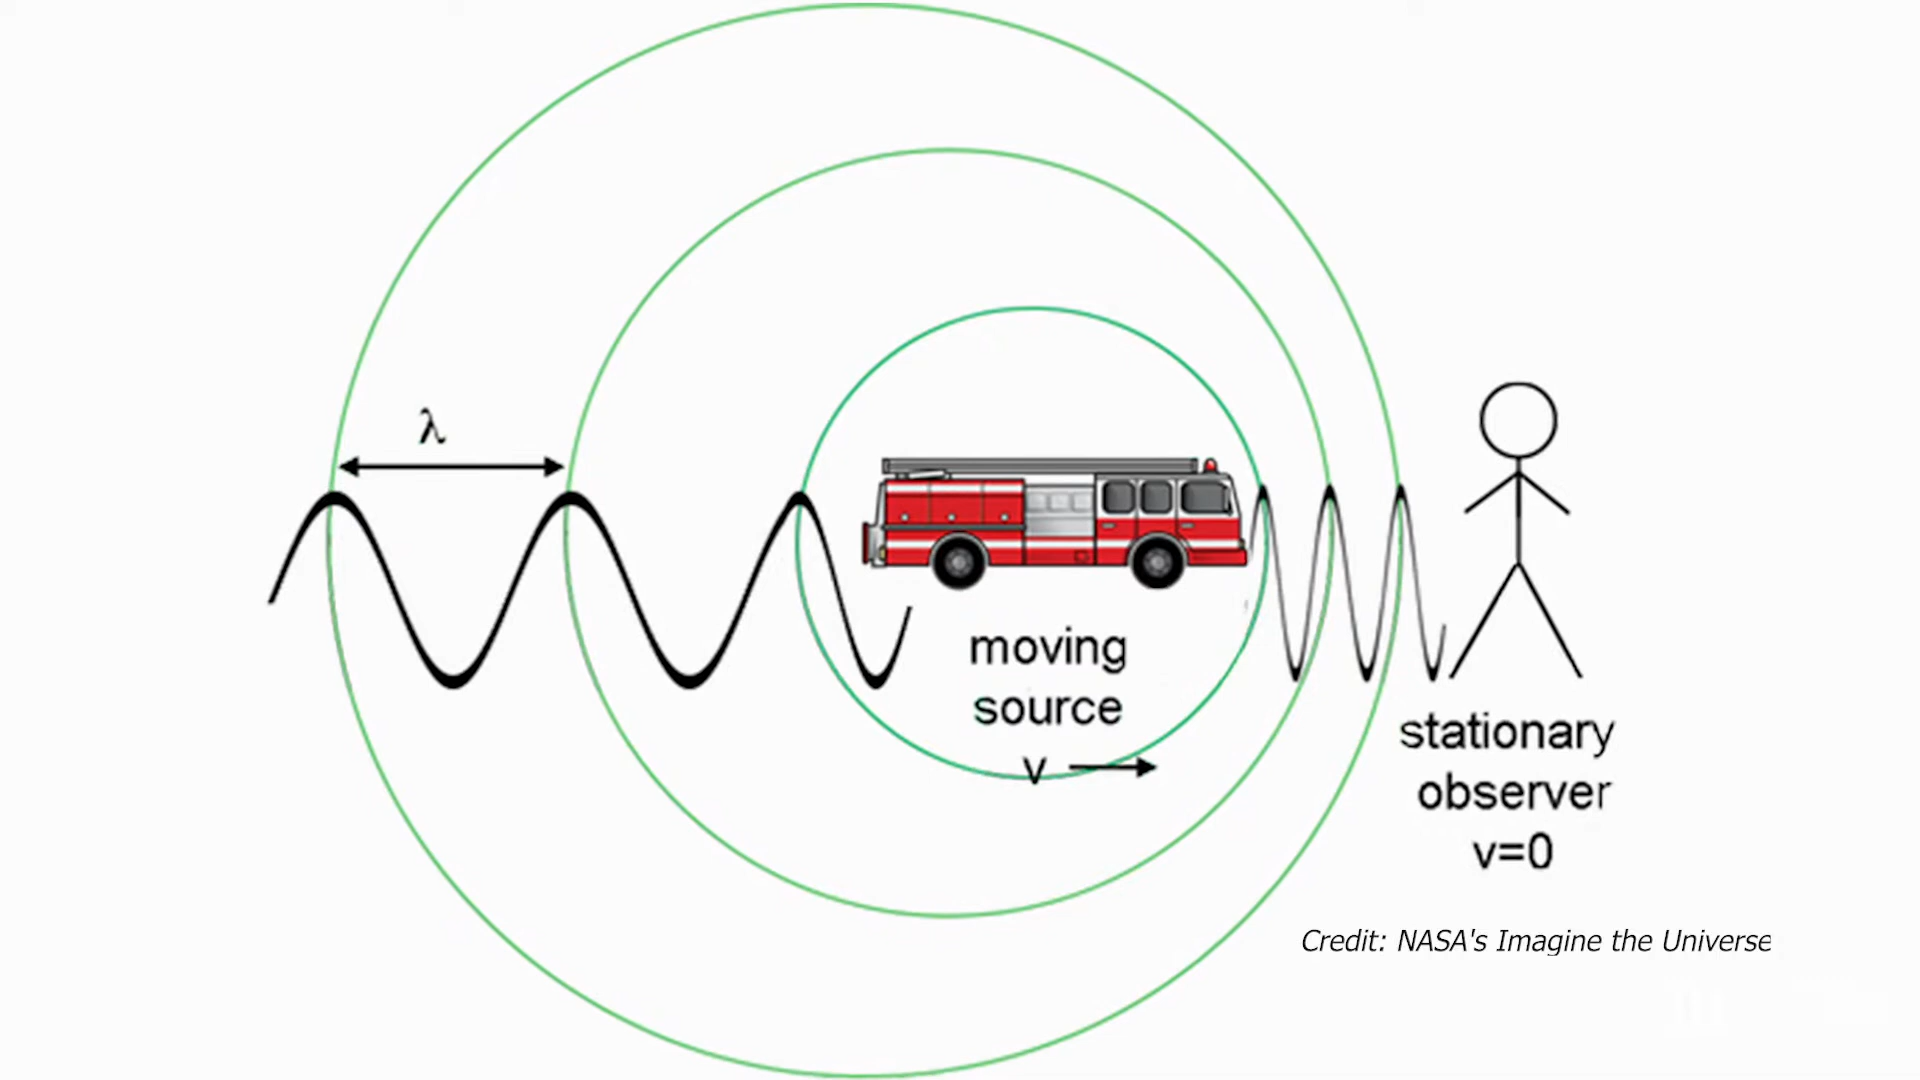 λ
moving
source
v
stationary
observer
v=0
Credit: NASA's Imagine the Universe